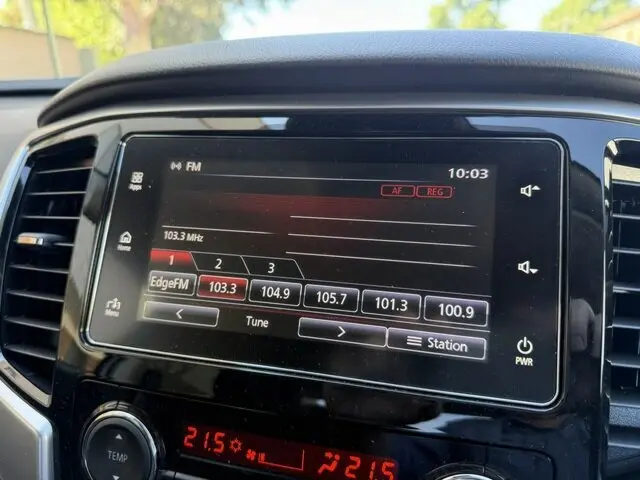 FM 10:03
AF REG
103.3 MHz
1 2 3
EdgeFM 103.3 104.9 105.7 101.3 100.9
< Tune > Station
Apps
Home
Menu
PWR
TEMP
21.5 21.5